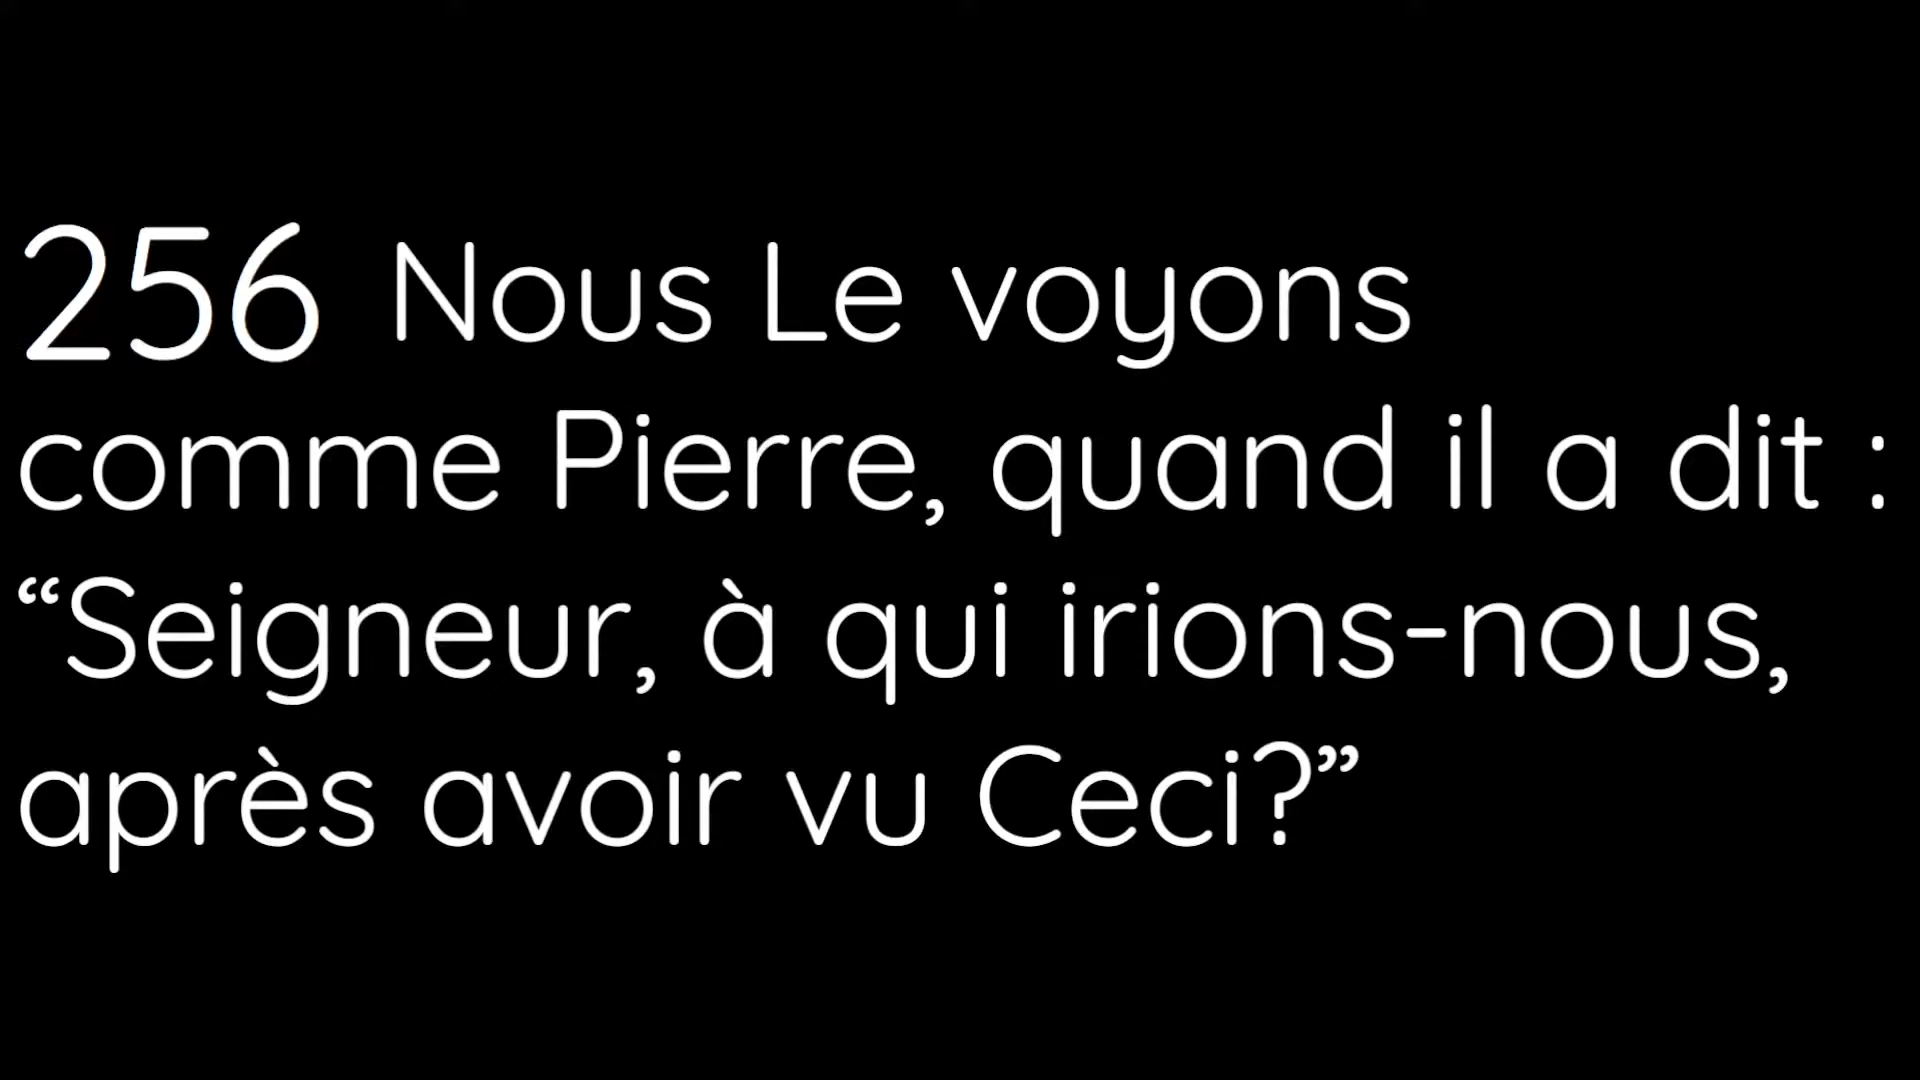 256 Nous Le voyons
comme Pierre, quand il a dit :
“Seigneur, à qui irions-nous,
après avoir vu Ceci?”